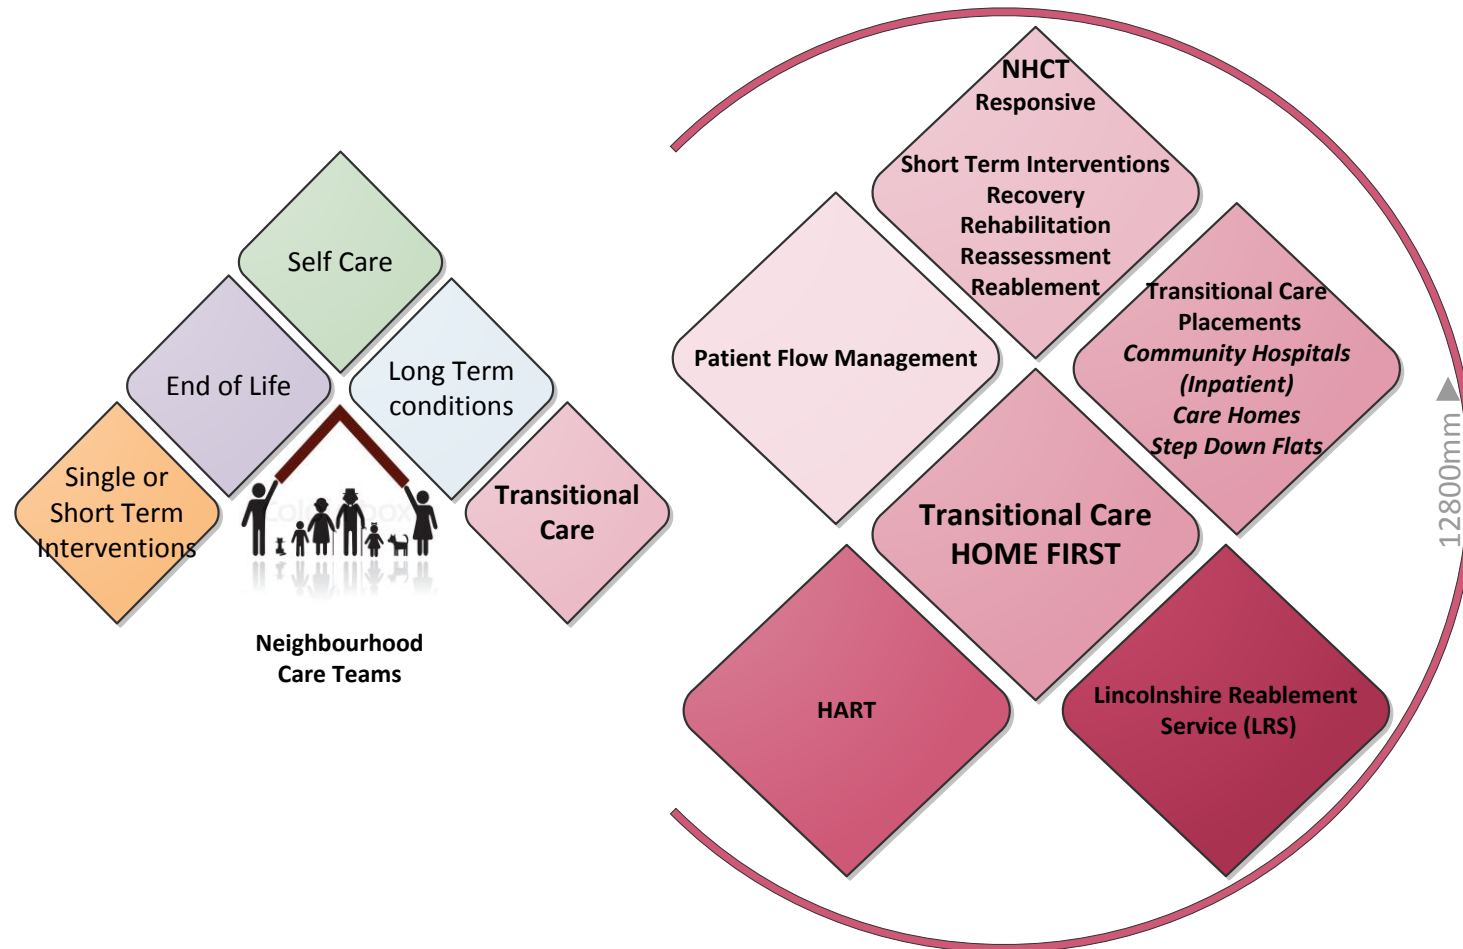 Self Care
End of Life
Long Term
conditions
Single or
Short Term
Interventions
Transitional
Care
Neighbourhood
Care Teams
NHCT
Responsive
Short Term Interventions
Recovery
Rehabilitation
Reassessment
Reablement
Patient Flow Management
Transitional Care
Placements
Community Hospitals
(Inpatient)
Care Homes
Step Down Flats
Transitional Care
HOME FIRST
HART
Lincolnshire Reablement
Service (LRS)
12800mm